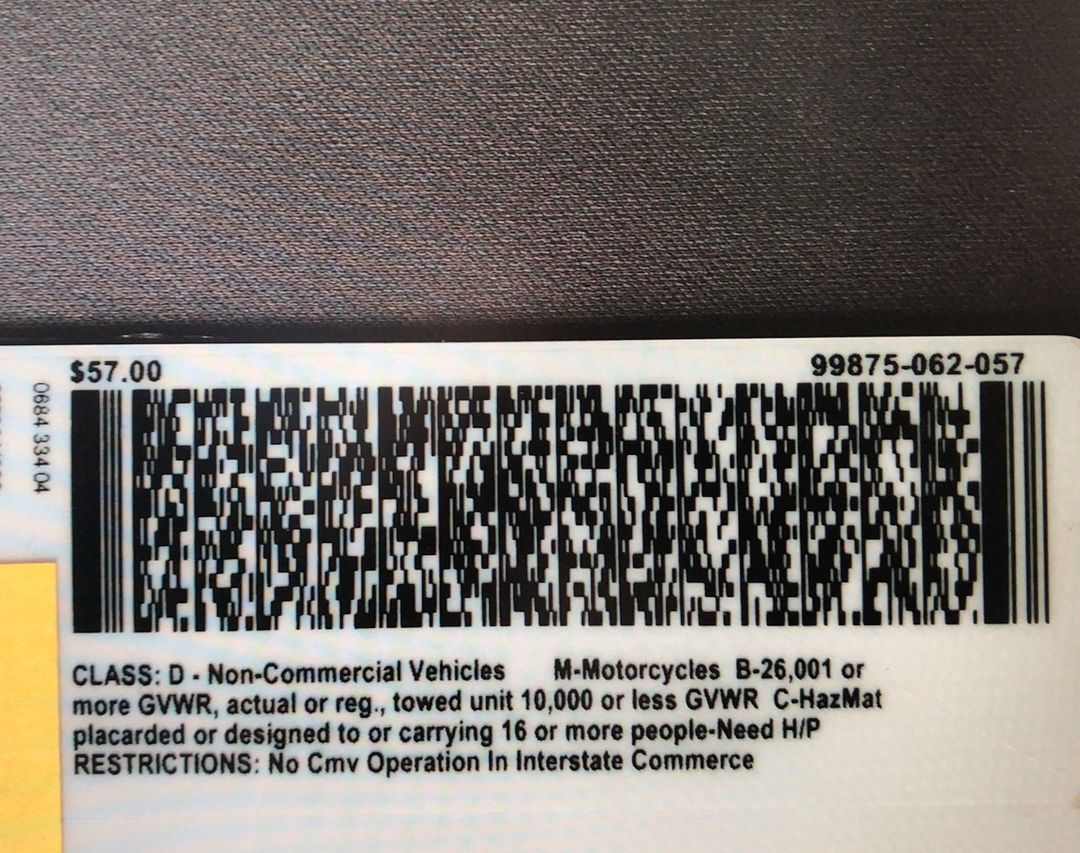 $57.00
99875-062-057
0684 33404
CLASS: D - Non-Commercial Vehicles M-Motorcycles B-26,001 or
more GVWR, actual or reg., towed unit 10,000 or less GVWR C-HazMat
placarded or designed to or carrying 16 or more people-Need H/P
RESTRICTIONS: No Cmv Operation In Interstate Commerce